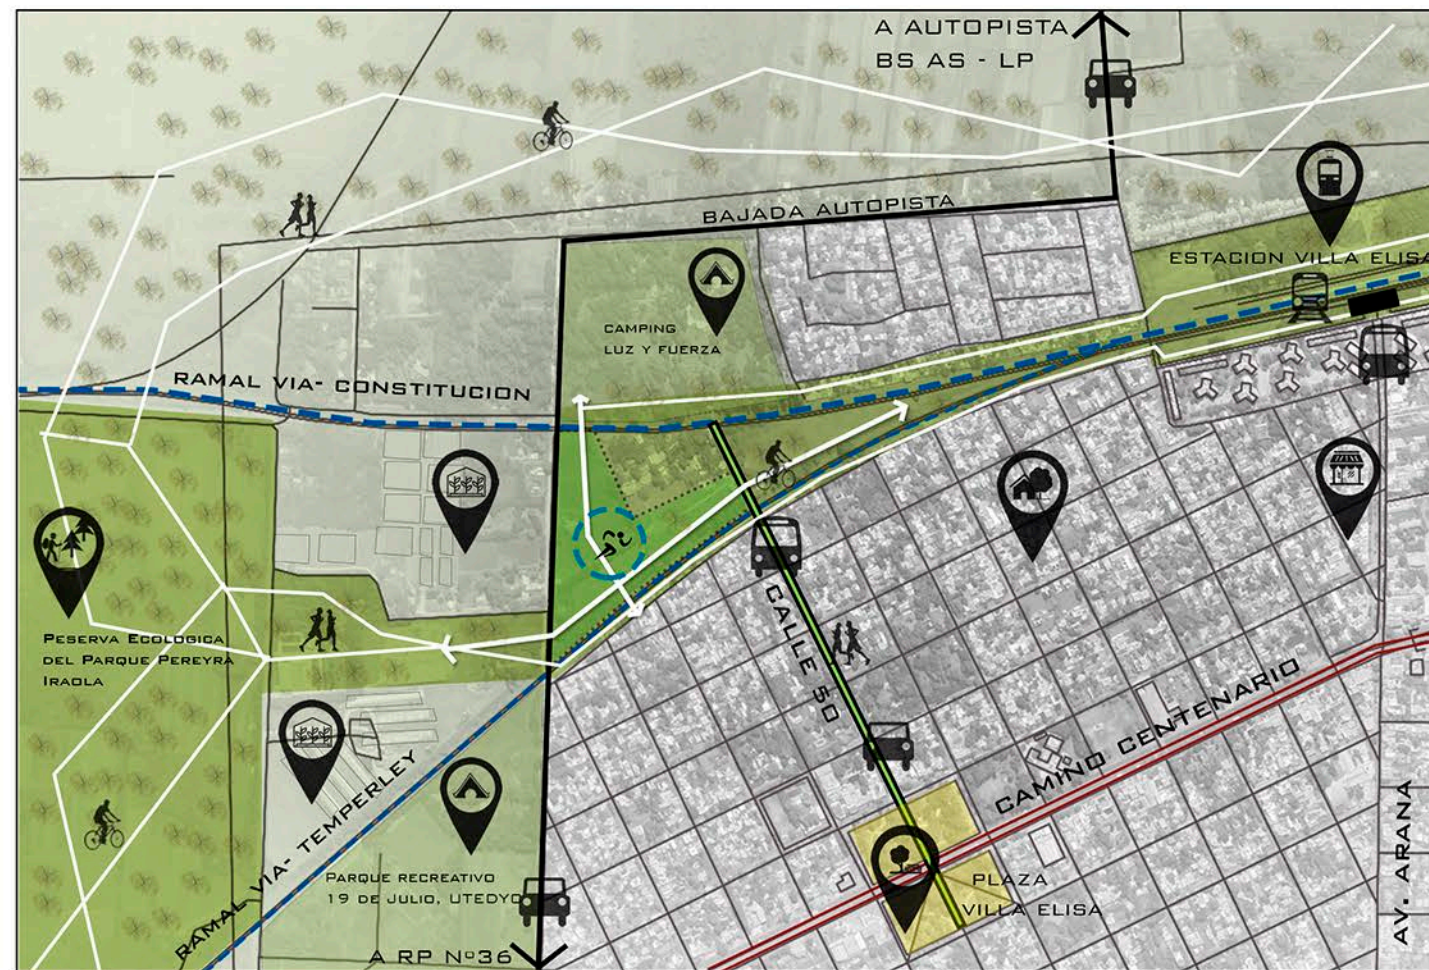 A AUTOPISTA
BS AS - LP
BAJADA AUTOPISTA
ESTACION VILLA ELISA
CAMPING
LUZ Y FUERZA
RAMAL VIA- CONSTITUCION
PESERVA ECOLOGICA
DEL PARQUE PEREYRA
IRAOLA
CALLE 50
CAMINO CENTENARIO
RAMAL VIA- TEMPERLEY
PARQUE RECREATIVO
19 DE JULIO, UTEDYC
PLAZA
VILLA ELISA
AV. ARANA
A RP Nº36